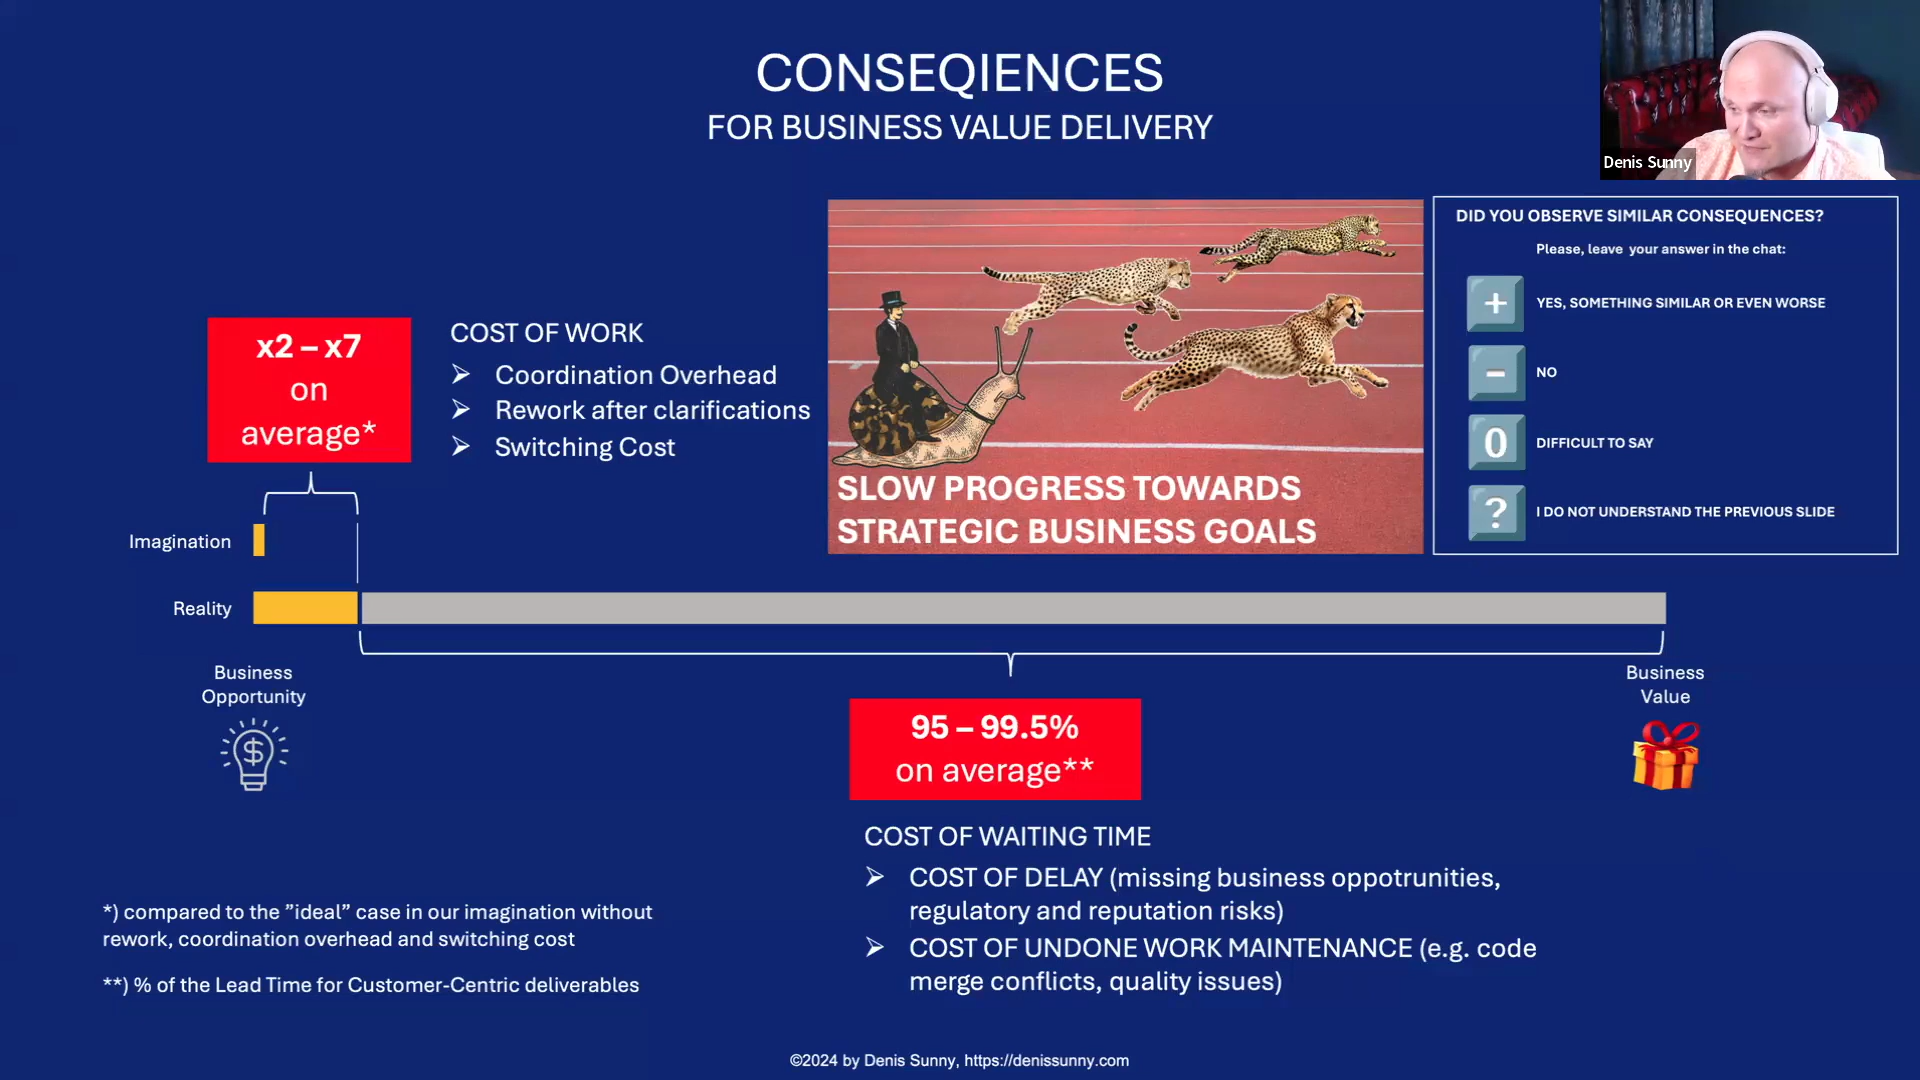 CONSEQIENCES
FOR BUSINESS VALUE DELIVERY
Denis Sunny
DID YOU OBSERVE SIMILAR CONSEQUENCES?
Please, leave your answer in the chat:
+ YES, SOMETHING SIMILAR OR EVEN WORSE
- NO
0 DIFFICULT TO SAY
? I DO NOT UNDERSTAND THE PREVIOUS SLIDE
x2 – x7
on
average*
COST OF WORK
Coordination Overhead
Rework after clarifications
Switching Cost
SLOW PROGRESS TOWARDS
STRATEGIC BUSINESS GOALS
Imagination
Reality
Business
Opportunity
$
Business
Value
95 – 99.5%
on average**
COST OF WAITING TIME
COST OF DELAY (missing business oppotrunities,
regulatory and reputation risks)
COST OF UNDONE WORK MAINTENANCE (e.g. code
merge conflicts, quality issues)
*) compared to the ”ideal” case in our imagination without
rework, coordination overhead and switching cost
**) % of the Lead Time for Customer-Centric deliverables
©2024 by Denis Sunny, https://denissunny.com